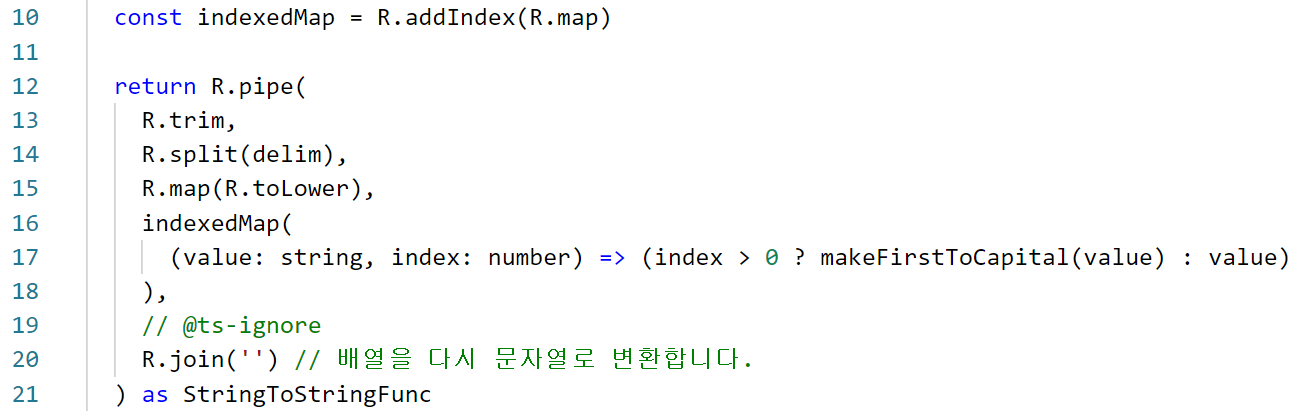 10 const indexedMap = R.addIndex(R.map)
11
12 return R.pipe(
13 R.trim,
14 R.split(delim),
15 R.map(R.toLower),
16 indexedMap(
17 (value: string, index: number) => (index > 0 ? makeFirstToCapital(value) : value)
18 ),
19 // @ts-ignore
20 R.join('') // 배열을 다시 문자열로 변환합니다.
21 ) as StringToStringFunc